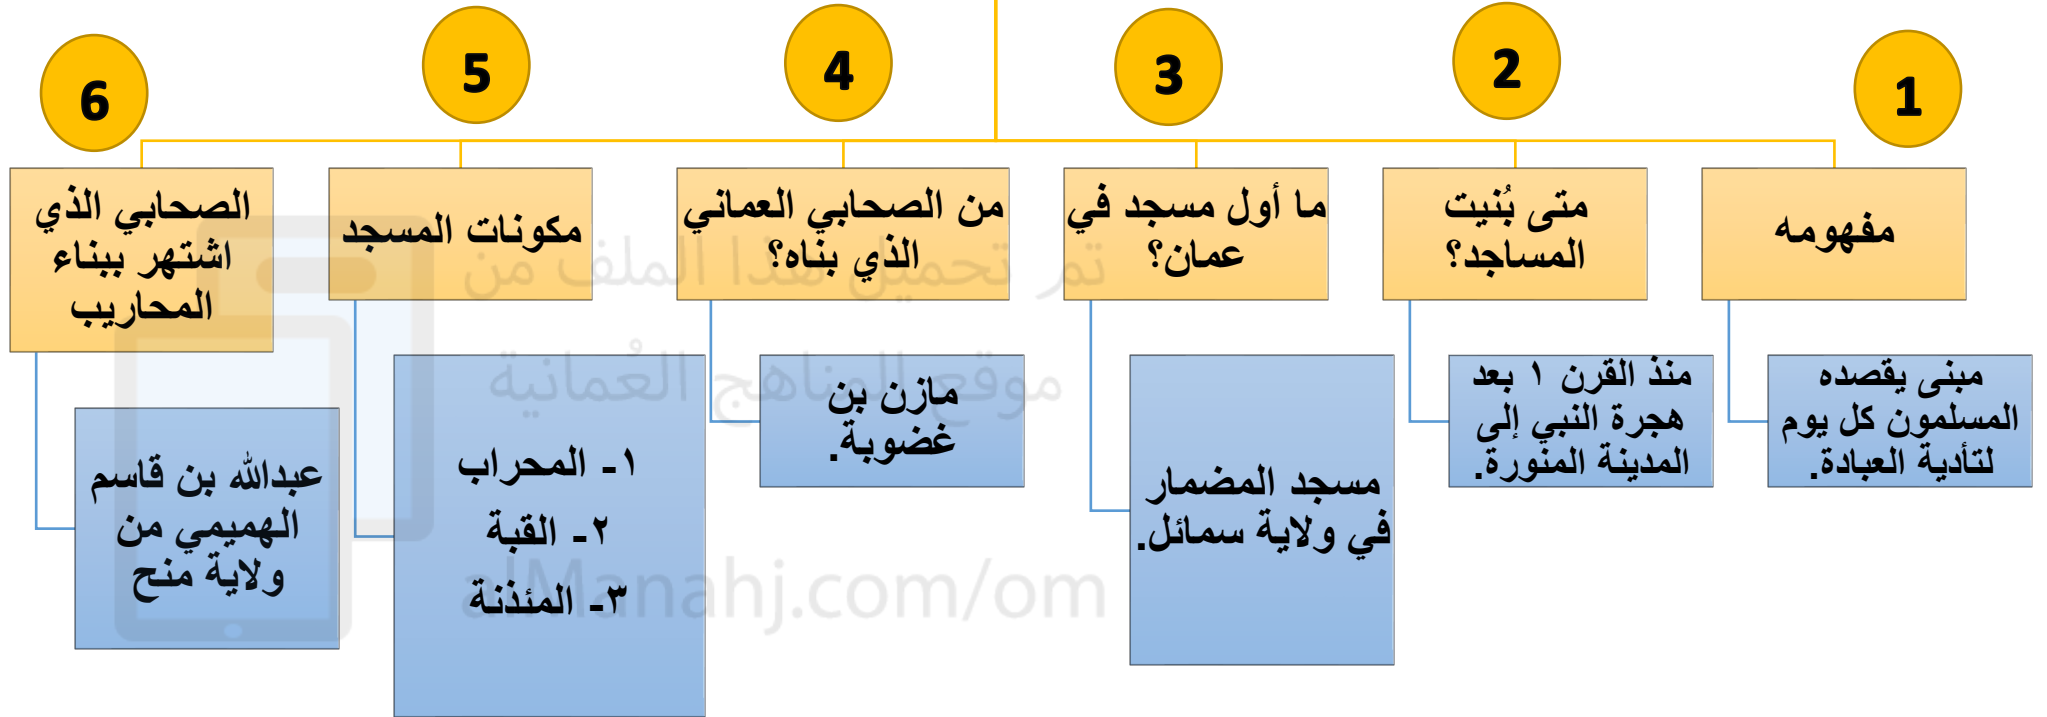 1
مفهومه
مبنى يقصده
المسلمون كل يوم
لتأدية العبادة.
2
متى بُنيت
المساجد؟
منذ القرن ١ بعد
هجرة النبي إلى
المدينة المنورة.
3
ما أول مسجد في
عمان؟
مسجد المضمار
في ولاية سمائل.
4
من الصحابي العماني
الذي بناه؟
مازن بن
غضوبة.
5
مكونات المسجد
١- المحراب
٢- القبة
٣- المئذنة
6
الصحابي الذي
اشتهر ببناء
المحاريب
عبدالله بن قاسم
الهميمي من
ولاية منح
تم تحميل هذا الملف من
موقع المناهج العُمانية
alManahj.com/om